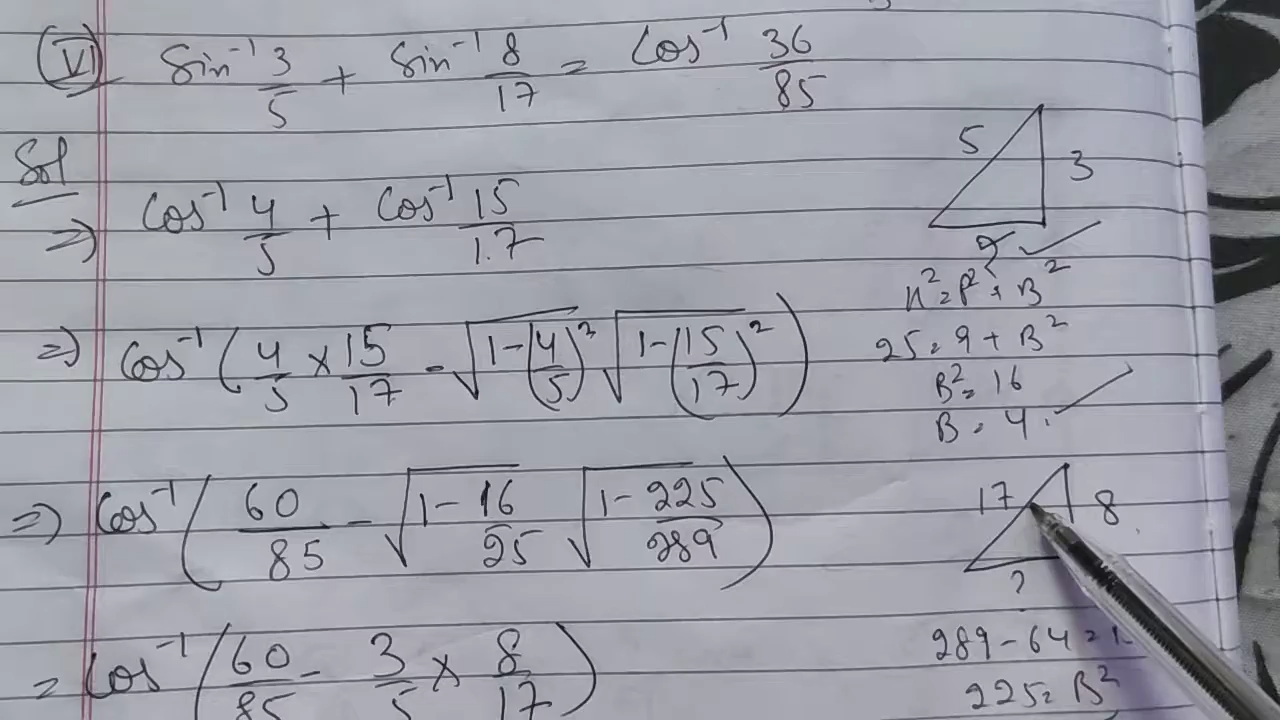 (VI) Sin⁻¹ 3/5 + Sin⁻¹ 8/17 = Cos⁻¹ 36/85
Sol
⇒) Cos⁻¹ 4/5 + Cos⁻¹ 15/17
⇒) Cos⁻¹ ( 4/5 × 15/17 - √(1-(4/5)²) √(1-(15/17)²) )
⇒) Cos⁻¹ ( 60/85 - √(1-16/25) √(1-225/289) )
= Cos⁻¹ ( 60/85 - 3/5 × 8/17 )
5
3
?
H² = P² + B²
25 = 9 + B²
B² = 16
B = 4
17
8
?
289 - 64 =
225 = B²